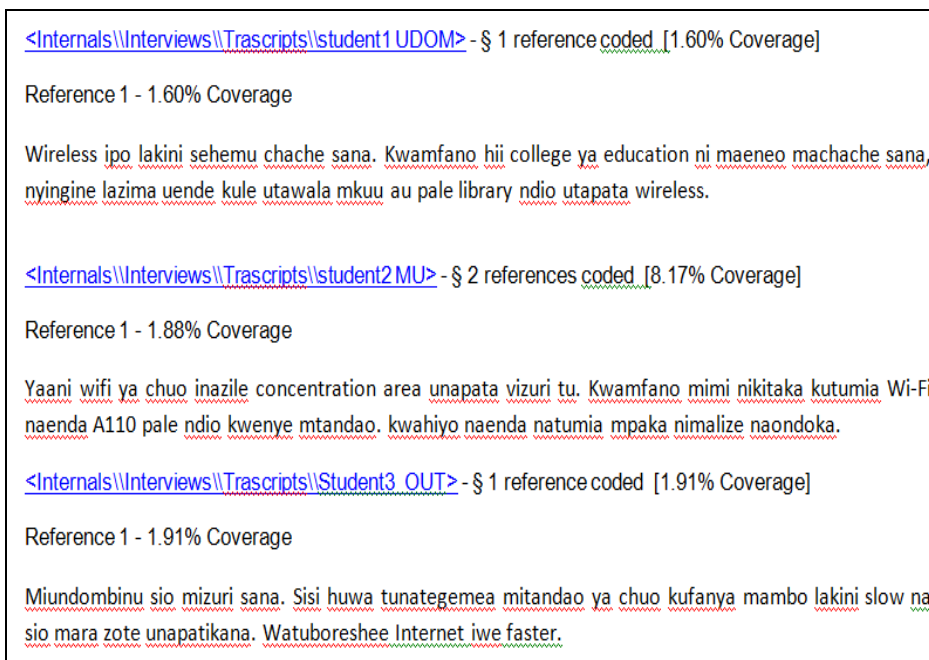 <Internals\\Interviews\\Trascripts\\student1 UDOM> - § 1 reference coded [1.60% Coverage]
Reference 1 - 1.60% Coverage
Wireless ipo lakini sehemu chache sana. Kwamfano hii college ya education ni maeneo machache sana,
nyingine lazima uende kule utawala mkuu au pale library ndio utapata wireless.
<Internals\\Interviews\\Trascripts\\student2 MU> - § 2 references coded [8.17% Coverage]
Reference 1 - 1.88% Coverage
Yaani wifi ya chuo inazile concentration area unapata vizuri tu. Kwamfano mimi nikitaka kutumia Wi-Fi
naenda A110 pale ndio kwenye mtandao. kwahiyo naenda natumia mpaka nimalize naondoka.
<Internals\\Interviews\\Trascripts\\Student3 OUT> - § 1 reference coded [1.91% Coverage]
Reference 1 - 1.91% Coverage
Miundombinu sio mizuri sana. Sisi huwa tunategemea mitandao ya chuo kufanya mambo lakini slow na
sio mara zote unapatikana. Watuboreshee Internet iwe faster.